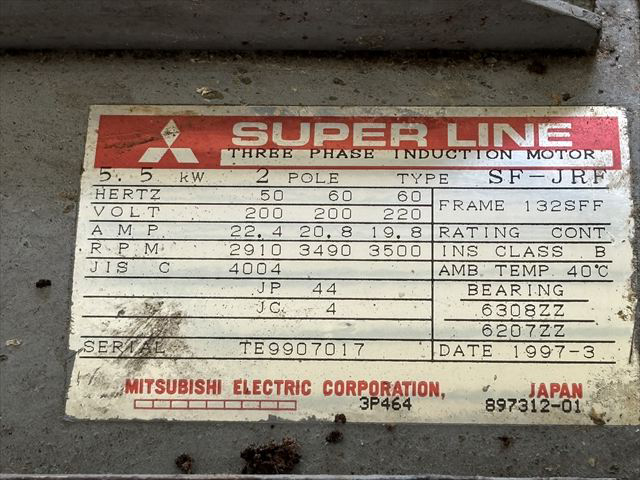 SUPER LINE
THREE PHASE INDUCTION MOTOR
5.5 kW 2 POLE TYPE SF-JRF
HERTZ 50 60 60 FRAME 132SFF
VOLT 200 200 220
AMP 22.4 20.8 19.8 RATING CONT
RPM 2910 3490 3500 INS CLASS B
JIS C 4004 AMB. TEMP. 40°C
JP 44 BEARING
JC 4 6308ZZ
6207ZZ
SERIAL TE9907017 DATE 1997-3
MITSUBISHI ELECTRIC CORPORATION, JAPAN
3P464 897312-01